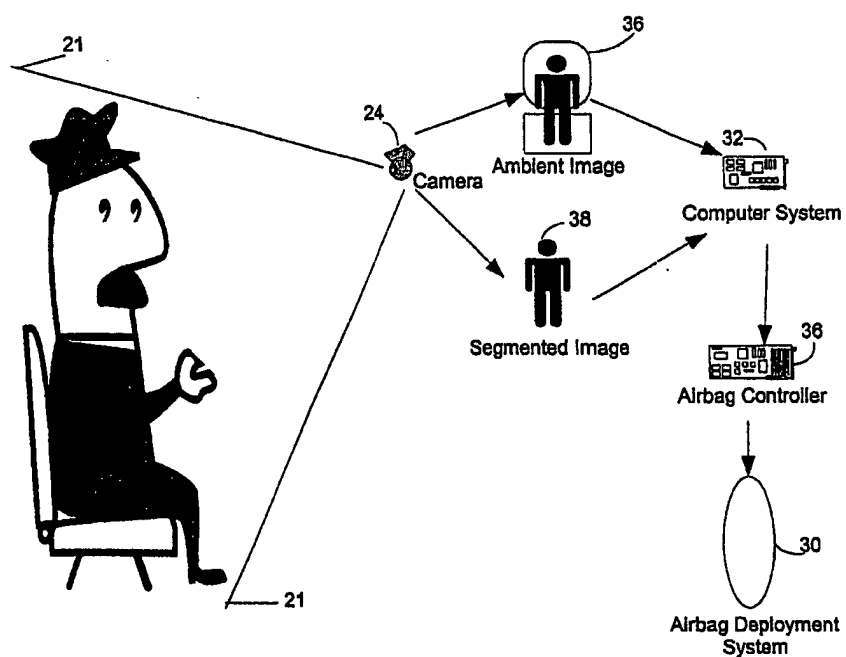 21
36
24
Camera
Ambient Image
32
Computer System
38
Segmented Image
36
Airbag Controller
30
21
Airbag Deployment
System